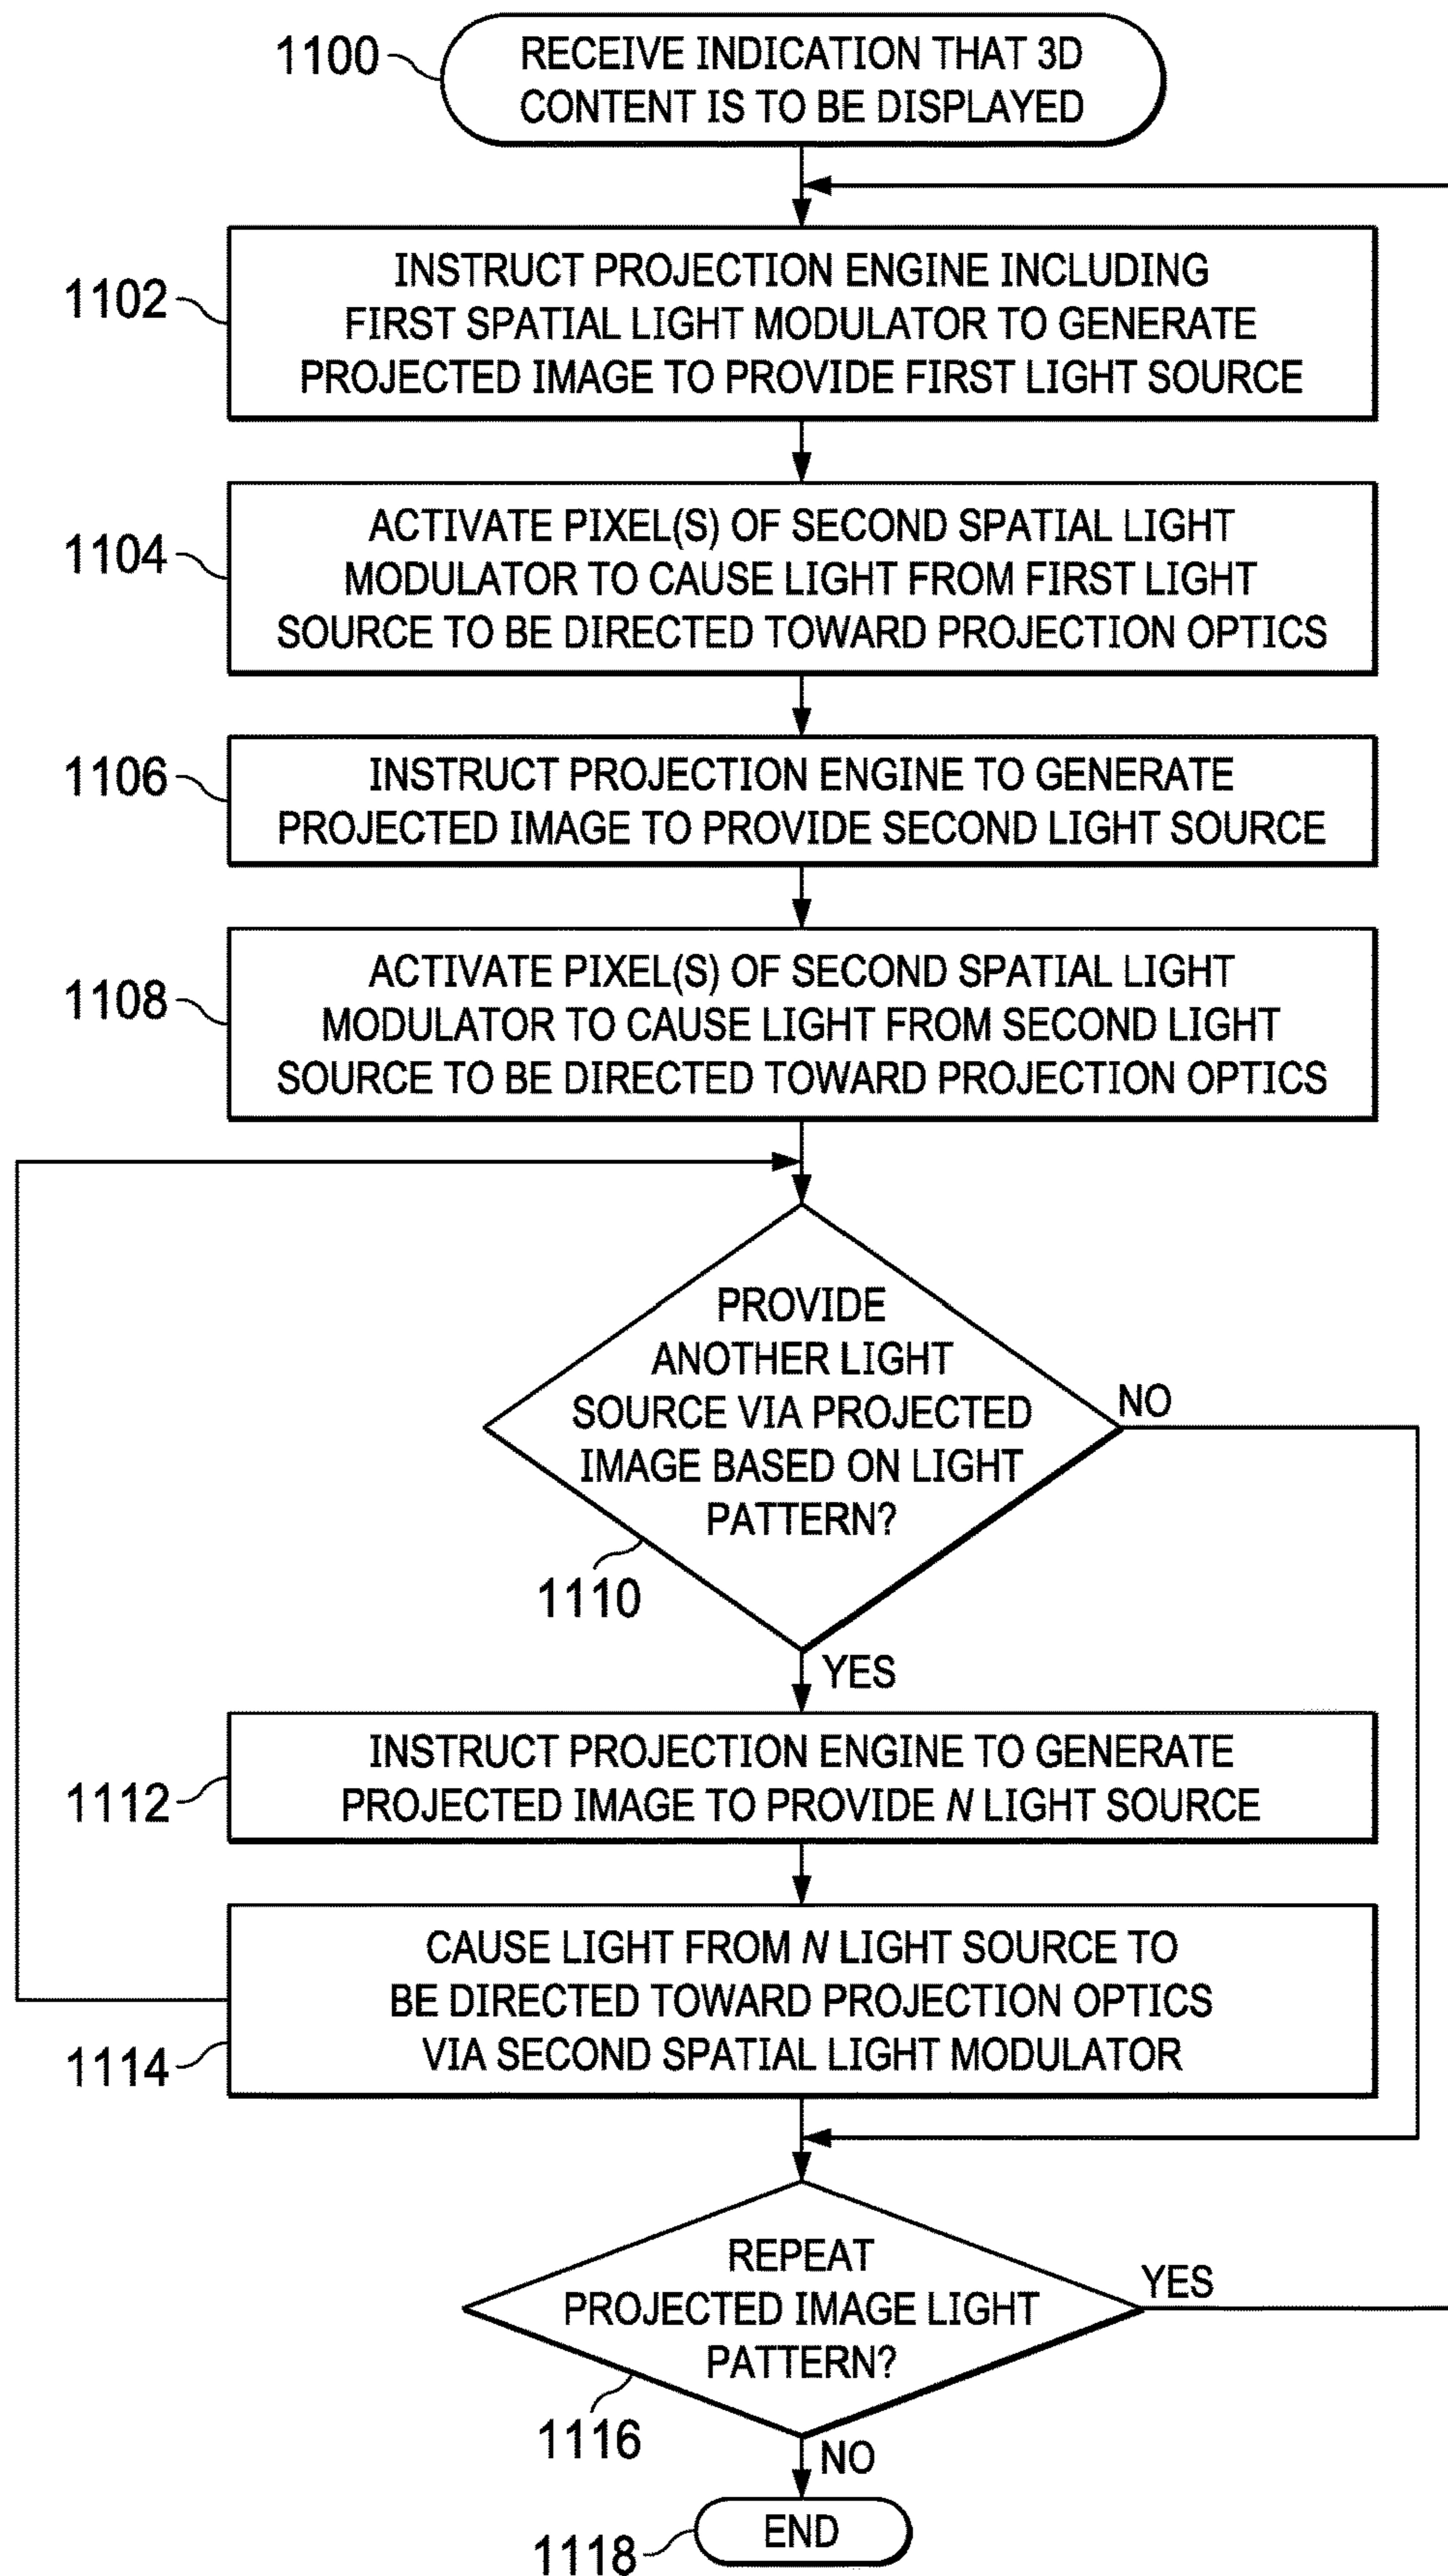 1100
RECEIVE INDICATION THAT 3D
CONTENT IS TO BE DISPLAYED
1102
INSTRUCT PROJECTION ENGINE INCLUDING
FIRST SPATIAL LIGHT MODULATOR TO GENERATE
PROJECTED IMAGE TO PROVIDE FIRST LIGHT SOURCE
1104
ACTIVATE PIXEL(S) OF SECOND SPATIAL LIGHT
MODULATOR TO CAUSE LIGHT FROM FIRST LIGHT
SOURCE TO BE DIRECTED TOWARD PROJECTION OPTICS
1106
INSTRUCT PROJECTION ENGINE TO GENERATE
PROJECTED IMAGE TO PROVIDE SECOND LIGHT SOURCE
1108
ACTIVATE PIXEL(S) OF SECOND SPATIAL LIGHT
MODULATOR TO CAUSE LIGHT FROM SECOND LIGHT
SOURCE TO BE DIRECTED TOWARD PROJECTION OPTICS
PROVIDE
ANOTHER LIGHT
SOURCE VIA PROJECTED
IMAGE BASED ON LIGHT
PATTERN?
NO
1110
YES
1112
INSTRUCT PROJECTION ENGINE TO GENERATE
PROJECTED IMAGE TO PROVIDE N LIGHT SOURCE
1114
CAUSE LIGHT FROM N LIGHT SOURCE TO
BE DIRECTED TOWARD PROJECTION OPTICS
VIA SECOND SPATIAL LIGHT MODULATOR
REPEAT
PROJECTED IMAGE LIGHT
PATTERN?
YES
1116
NO
END
1118